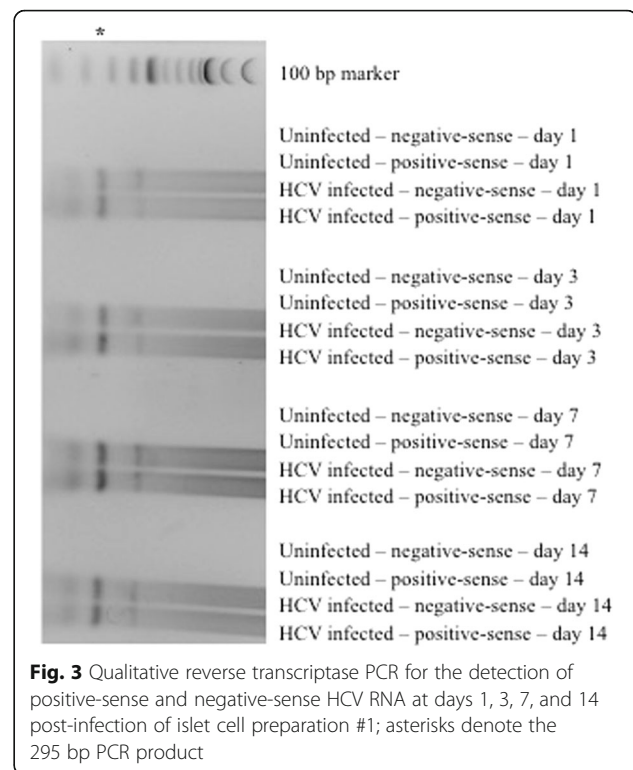 *
100 bp marker
Uninfected – negative-sense – day 1
Uninfected – positive-sense – day 1
HCV infected – negative-sense – day 1
HCV infected – positive-sense – day 1
Uninfected – negative-sense – day 3
Uninfected – positive-sense – day 3
HCV infected – negative-sense – day 3
HCV infected – positive-sense – day 3
Uninfected – negative-sense – day 7
Uninfected – positive-sense – day 7
HCV infected – negative-sense – day 7
HCV infected – positive-sense – day 7
Uninfected – negative-sense – day 14
Uninfected – positive-sense – day 14
HCV infected – negative-sense – day 14
HCV infected – positive-sense – day 14
Fig. 3 Qualitative reverse transcriptase PCR for the detection of
positive-sense and negative-sense HCV RNA at days 1, 3, 7, and 14
post-infection of islet cell preparation #1; asterisks denote the
295 bp PCR product